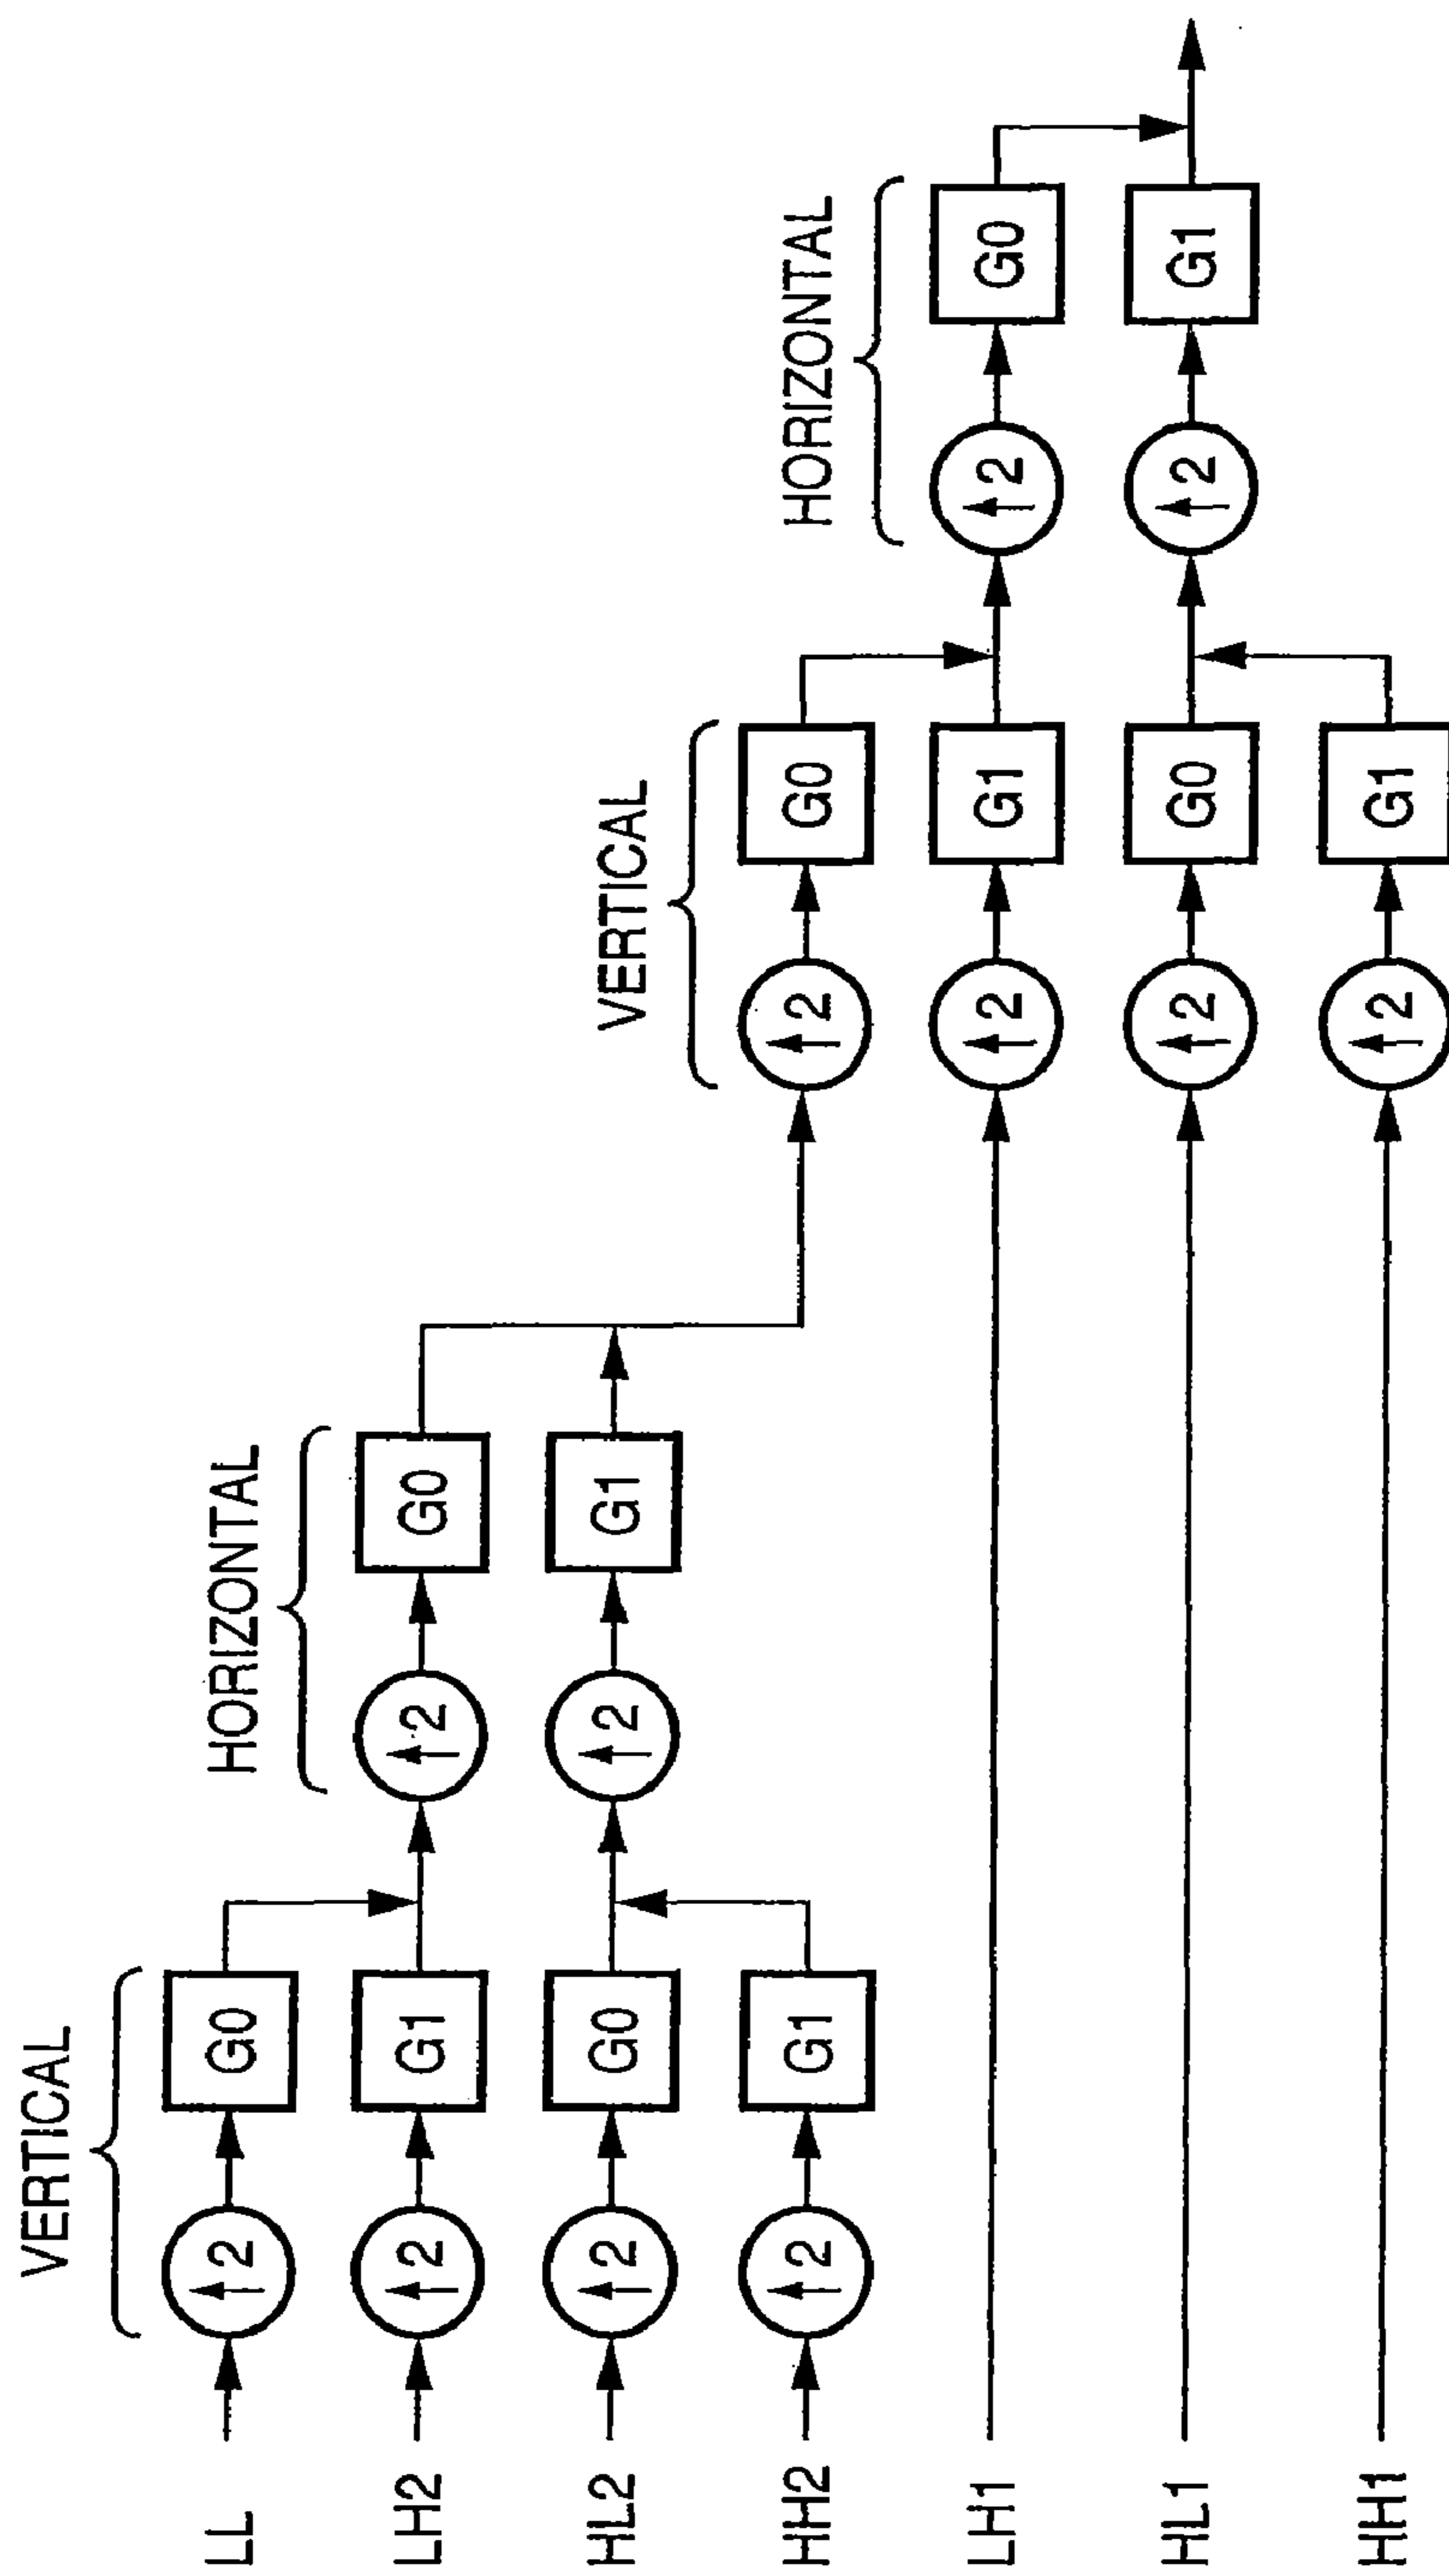 VERTICAL
LL ↑2 G0 HORIZONTAL
LH2 ↑2 G1 ↑2 G0
HL2 ↑2 G0 ↑2 G1 VERTICAL
HH2 ↑2 G1 ↑2 G0 HORIZONTAL
LH1 ↑2 G1 ↑2 G0
HL1 ↑2 G0 ↑2 G1
HH1 ↑2 G1